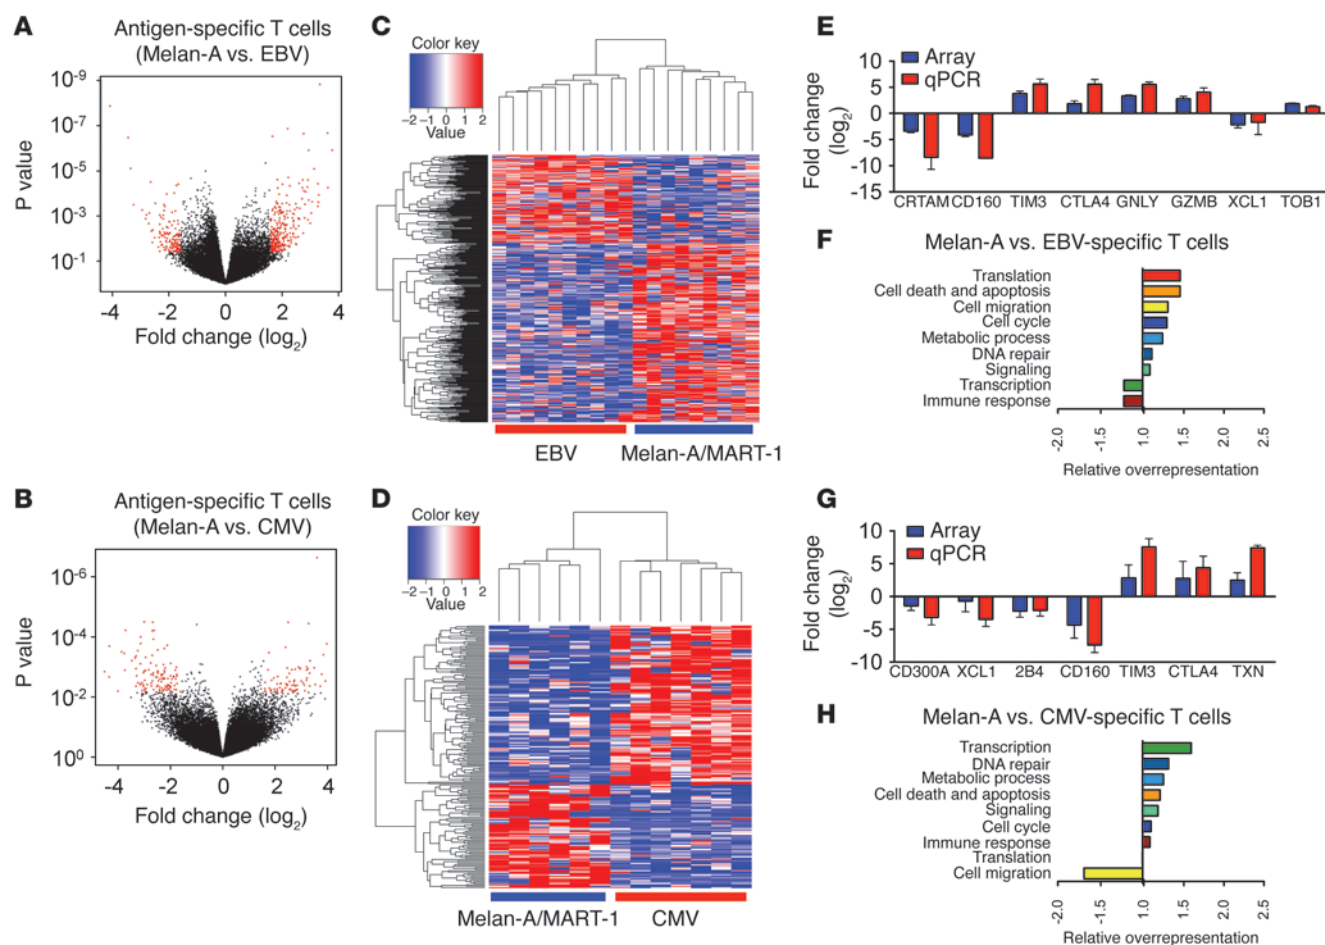 A
Antigen-specific T cells
(Melan-A vs. EBV)
P value
10⁻⁹
10⁻⁷
10⁻⁵
10⁻³
10⁻¹
-4 -2 0 2 4
Fold change (log₂)
B
Antigen-specific T cells
(Melan-A vs. CMV)
P value
10⁻⁶
10⁻⁴
10⁻²
10⁰
-4 -2 0 2 4
Fold change (log₂)
C
Color key
-2 -1 0 1 2
Value
EBV Melan-A/MART-1
D
Color key
-2 -1 0 1 2
Value
Melan-A/MART-1 CMV
E
Array
qPCR
Fold change
(log₂)
10
5
0
-5
-10
-15
CRTAM CD160 TIM3 CTLA4 GNLY GZMB XCL1 TOB1
F
Melan-A vs. EBV-specific T cells
Translation
Cell death and apoptosis
Cell migration
Cell cycle
Metabolic process
DNA repair
Signaling
Transcription
Immune response
-2.0 -1.5 1.0 1.5 2.0 2.5
Relative overrepresentation
G
Array
qPCR
Fold change
(log₂)
10
5
0
-5
-10
CD300A XCL1 2B4 CD160 TIM3 CTLA4 TXN
H
Melan-A vs. CMV-specific T cells
Transcription
DNA repair
Metabolic process
Cell death and apoptosis
Signaling
Cell cycle
Immune response
Translation
Cell migration
-2.0 -1.5 1.0 1.5 2.0 2.5
Relative overrepresentation